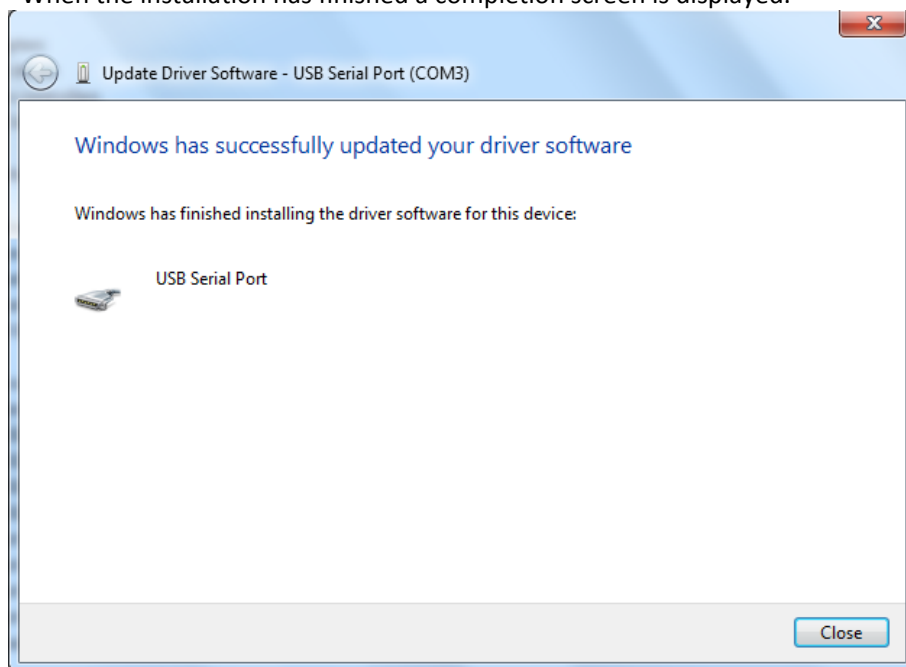 When the installation has finished a completion screen is displayed.
Update Driver Software - USB Serial Port (COM3)
Windows has successfully updated your driver software
Windows has finished installing the driver software for this device:
USB Serial Port
Close